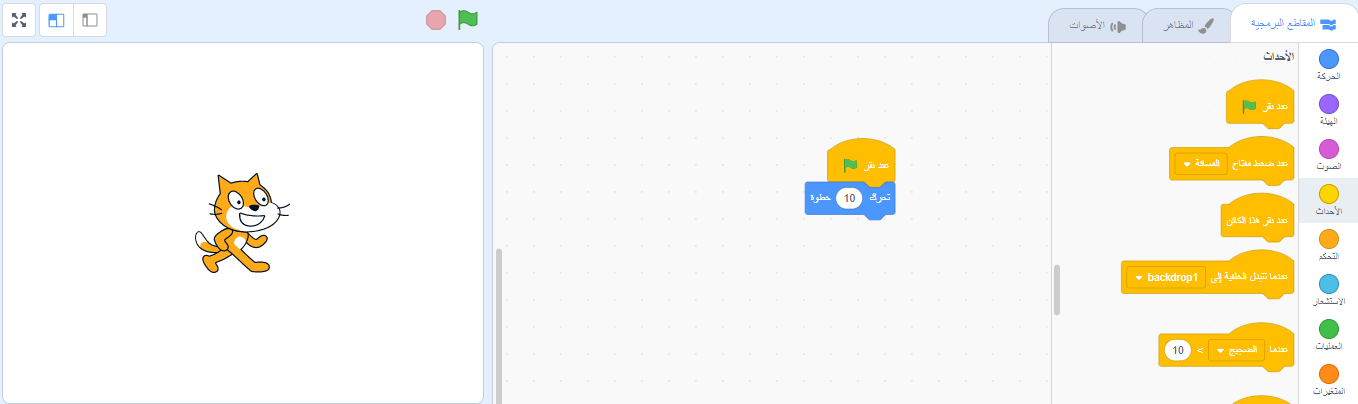 المقاطع البرمجية
المظاهر
الأصوات
الحركة
الهيئة
الصوت
الأحداث
التحكم
الاستشعار
العمليات
المتغيرات
الأحداث
عند نقر
عند ضغط مفتاح المسافة
عند نقر هذا الكائن
عندما تتبدل الخلفية إلى backdrop1
عندما الضجيج > 10
عند نقر
تحرك 10 خطوة